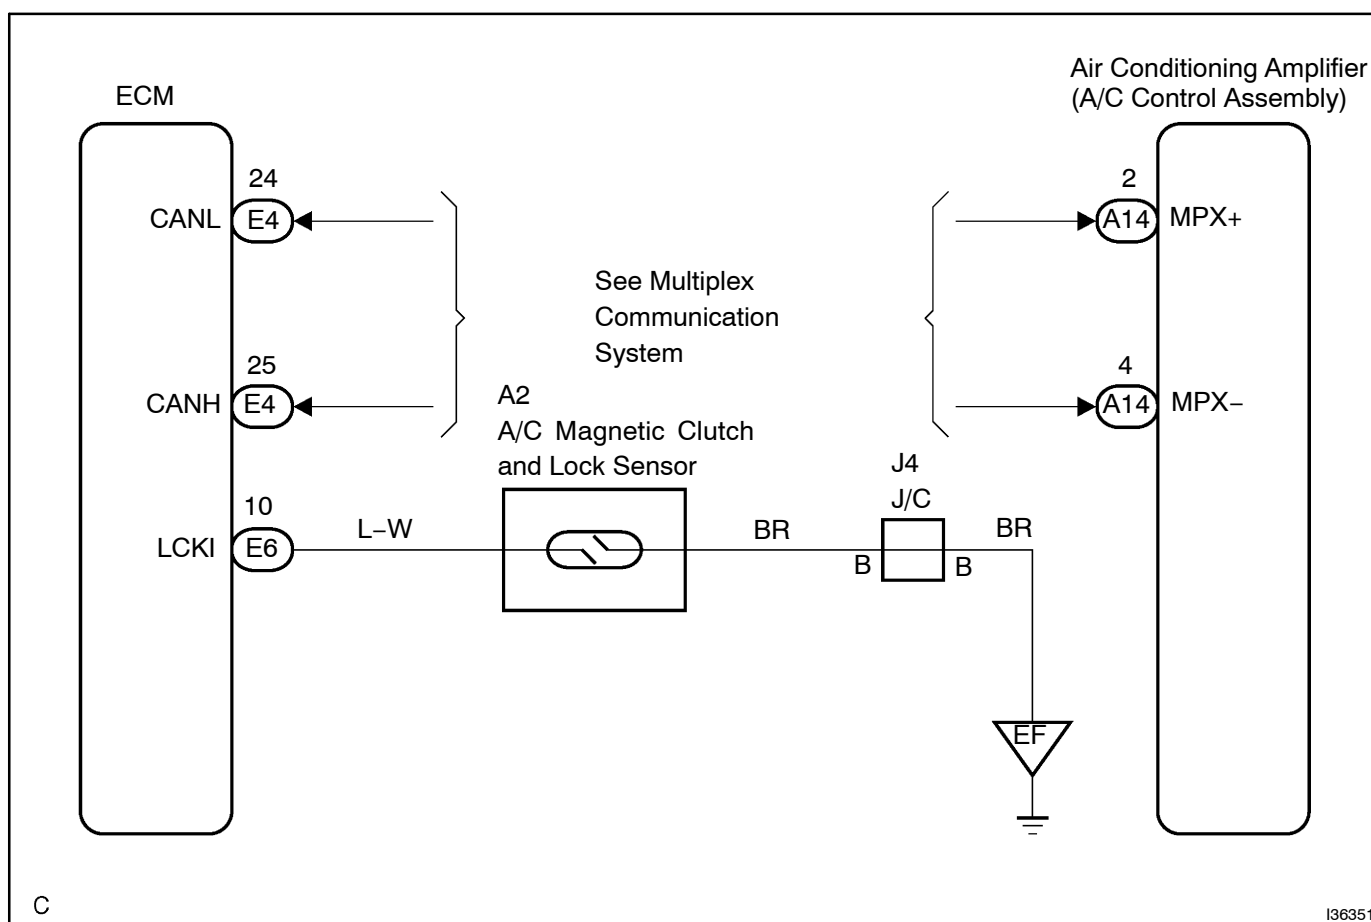 ECM
Air Conditioning Amplifier
(A/C Control Assembly)
24
CANL
E4
2
A14
MPX+
See Multiplex
Communication
System
25
CANH
E4
4
A14
MPX−
A2
A/C Magnetic Clutch
and Lock Sensor
J4
J/C
10
LCKI
E6
L−W
BR
B
B
BR
EF
C
I36351